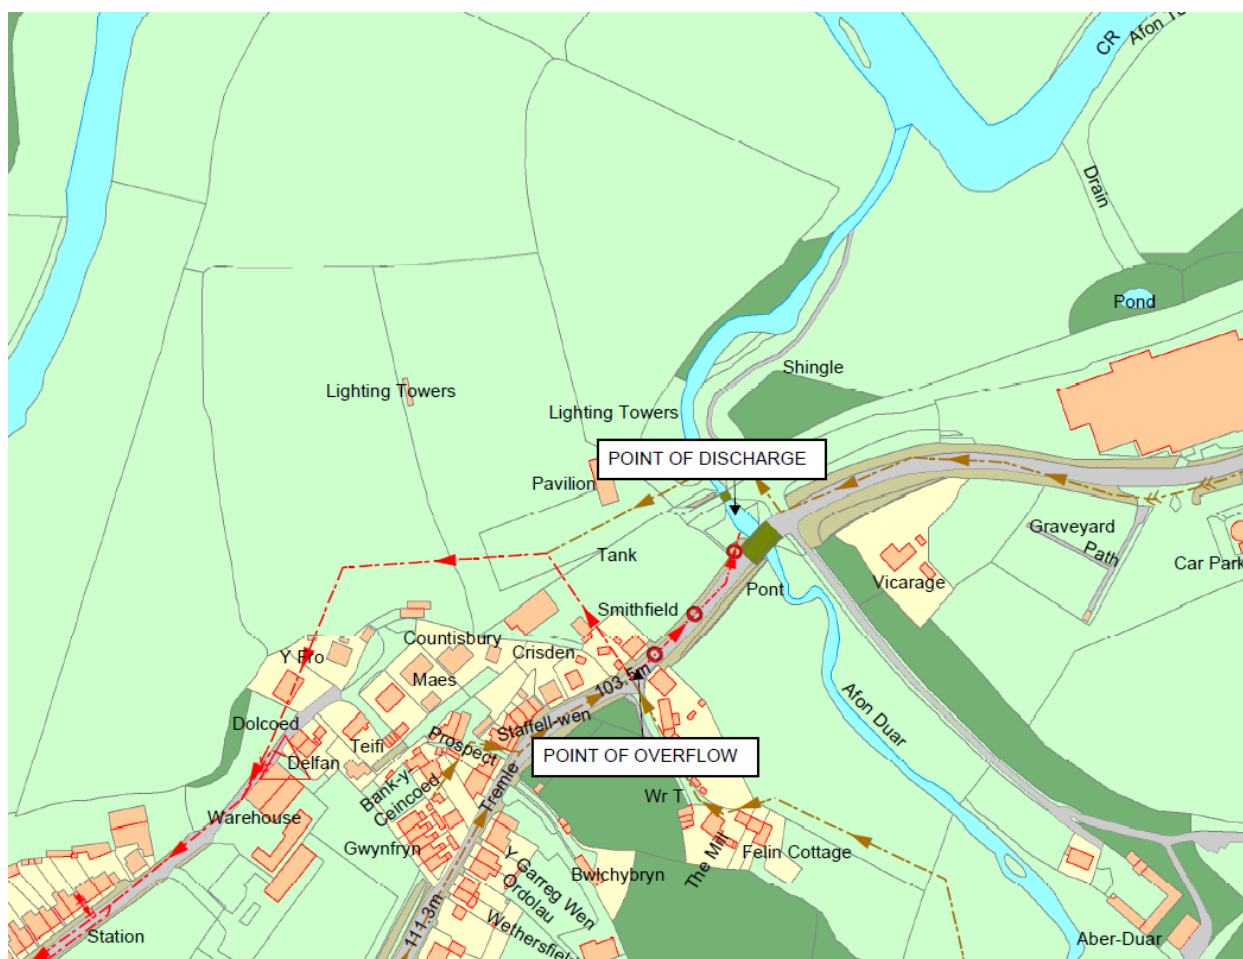 CR
Afon
Drain
Pond
Shingle
Lighting Towers
Lighting Towers
POINT OF DISCHARGE
Pavilion
Graveyard
Path
Car Park
Tank
Vicarage
Pont
Smithfield
Countisbury
Crisden
Y Fro
Maes
103.5m
Afon Duar
Dolcoed
Staffell-wen
Prospect
Teifi
Delfan
POINT OF OVERFLOW
Bank-y-
Ceincoed
Tremle
Wr T
Warehouse
Gwynfryn
The Mill
Felin Cottage
Y Garreg Wen
Ordolau
Bwlchybryn
111.3m
Wethersfield
Station
Aber-Duar